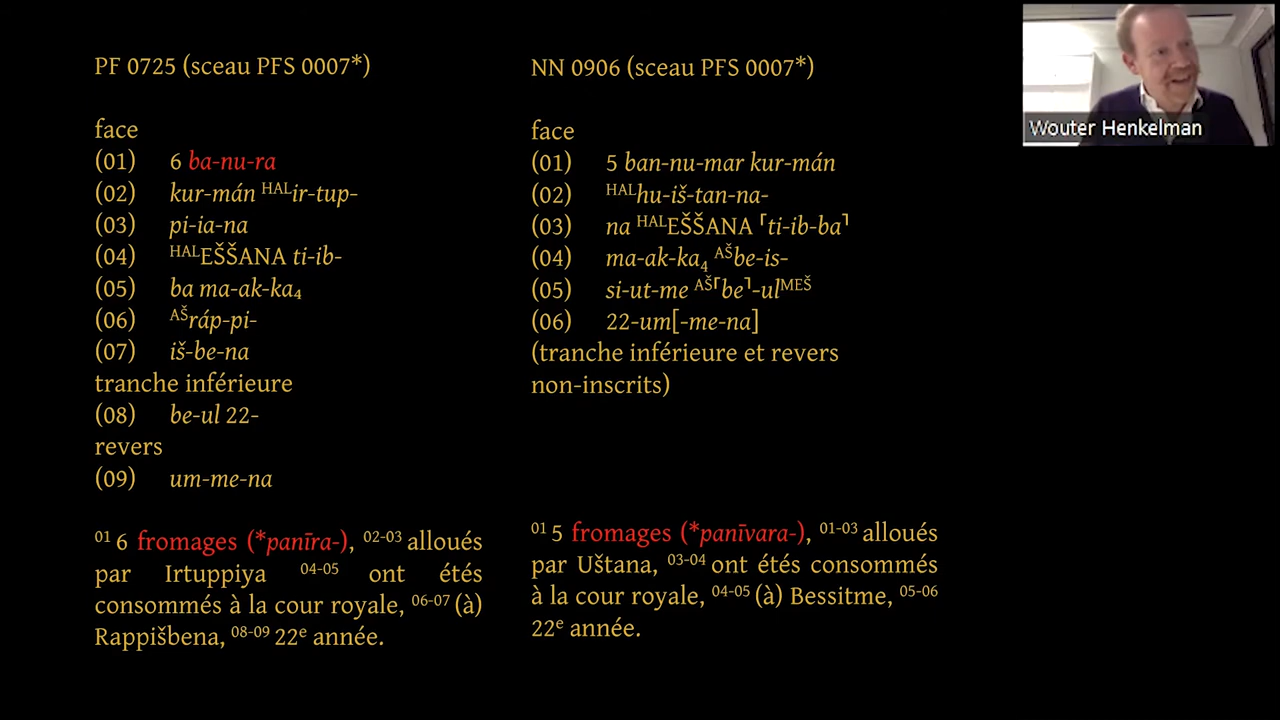 PF 0725 (sceau PFS 0007*)
face
(01) 6 ba-nu-ra
(02) kur-mán ᴴᴬᴸir-tup-
(03) pi-ia-na
(04) ᴴᴬᴸEŠŠANA ti-ib-
(05) ba ma-ak-ka₄
(06) ᴬŠráp-pi-
(07) iš-be-na
tranche inférieure
(08) be-ul 22-
revers
(09) um-me-na
⁰¹ 6 fromages (*panīra-), ⁰²⁻⁰³ alloués
par Irtuppiya ⁰⁴⁻⁰⁵ ont étés
consommés à la cour royale, ⁰⁶⁻⁰⁷ (à)
Rappišbena, ⁰⁸⁻⁰⁹ 22ᵉ année.
NN 0906 (sceau PFS 0007*)
face
(01) 5 ban-nu-mar kur-mán
(02) ᴴᴬᴸhu-iš-tan-na-
(03) na ᴴᴬᴸEŠŠANA ⸢ti-ib-ba⸣
(04) ma-ak-ka₄ ᴬŠbe-is-
(05) si-ut-me ᴬŠ⸢be⸣-ulᴹᴱŠ
(06) 22-um[-me-na]
(tranche inférieure et revers
non-inscrits)
⁰¹ 5 fromages (*panīvara-), ⁰¹⁻⁰³ alloués
par Uštana, ⁰³⁻⁰⁴ ont étés consommés
à la cour royale, ⁰⁴⁻⁰⁵ (à) Bessitme, ⁰⁵⁻⁰⁶
22ᵉ année.
Wouter Henkelman